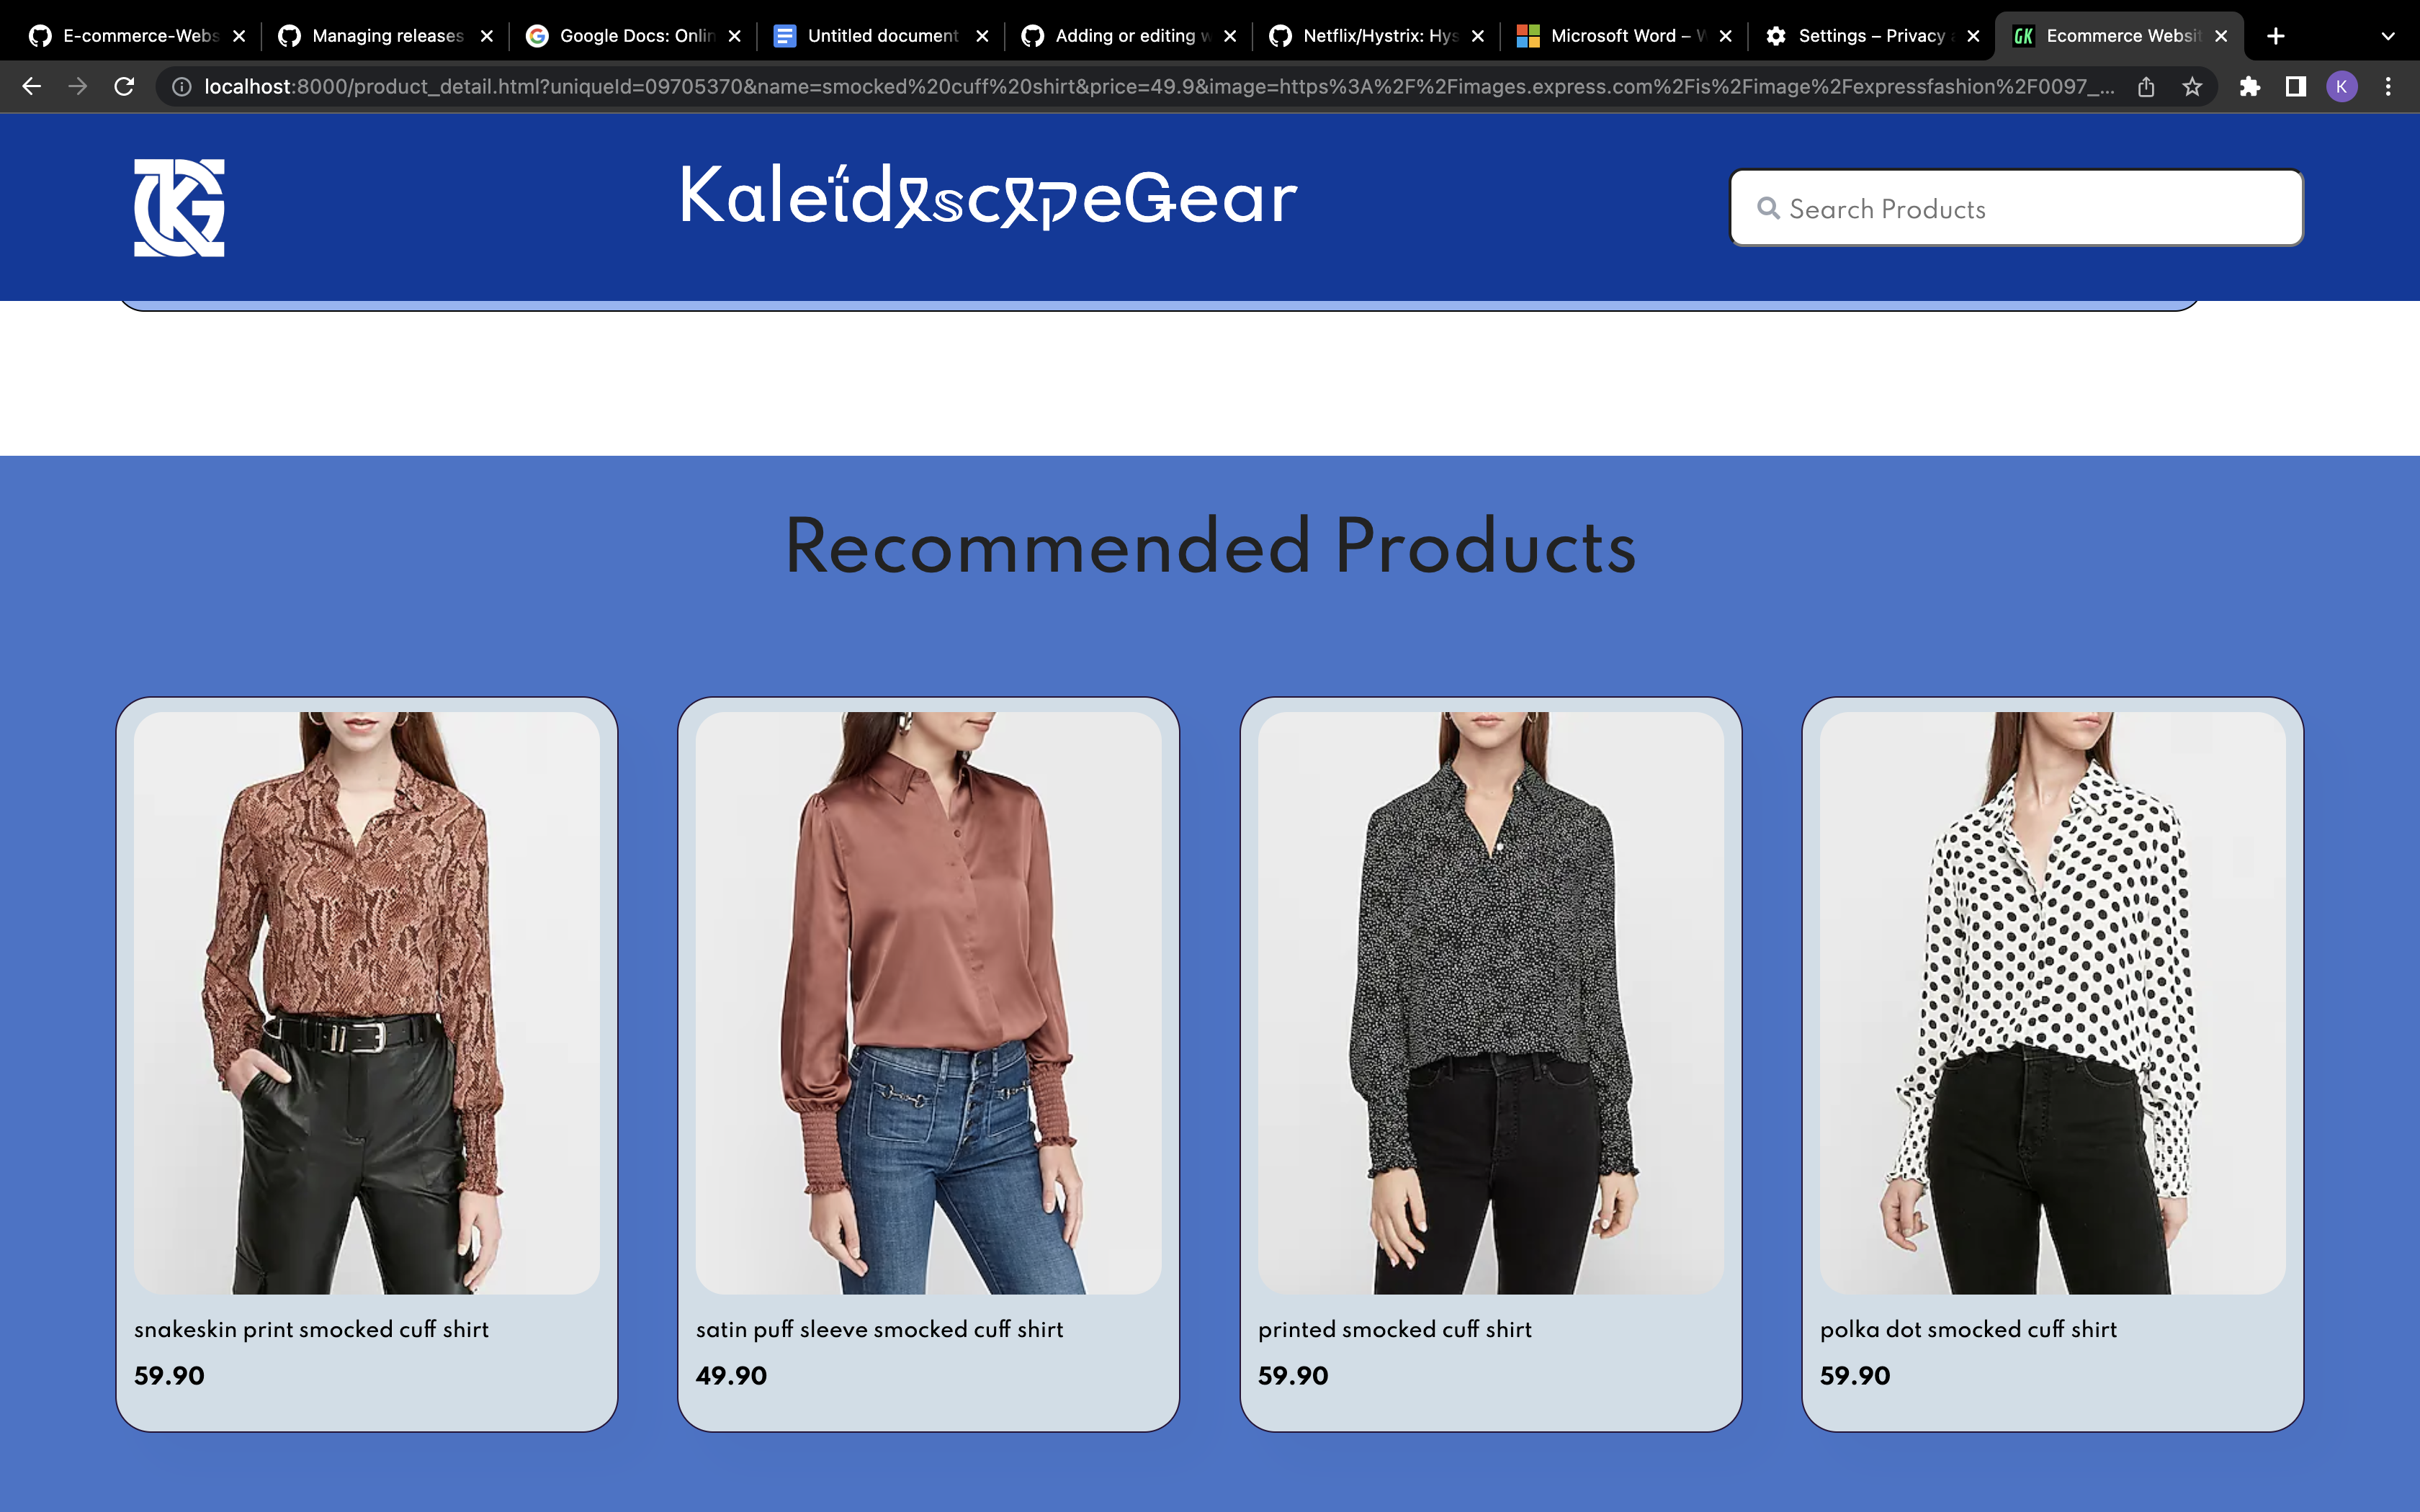 E-commerce-Webs
Managing releases
Google Docs: Onlin
Untitled document
Adding or editing w
Netflix/Hystrix: Hys
Microsoft Word – W
Settings – Privacy a
GK
Ecommerce Websit
localhost:8000/product_detail.html?uniqueId=09705370&name=smocked%20cuff%20shirt&price=49.9&image=https%3A%2F%2Fimages.express.com%2Fis%2Fimage%2Fexpressfashion%2F0097_...
K
KaleidoscopeGear
Search Products
Recommended Products
snakeskin print smocked cuff shirt
59.90
satin puff sleeve smocked cuff shirt
49.90
printed smocked cuff shirt
59.90
polka dot smocked cuff shirt
59.90